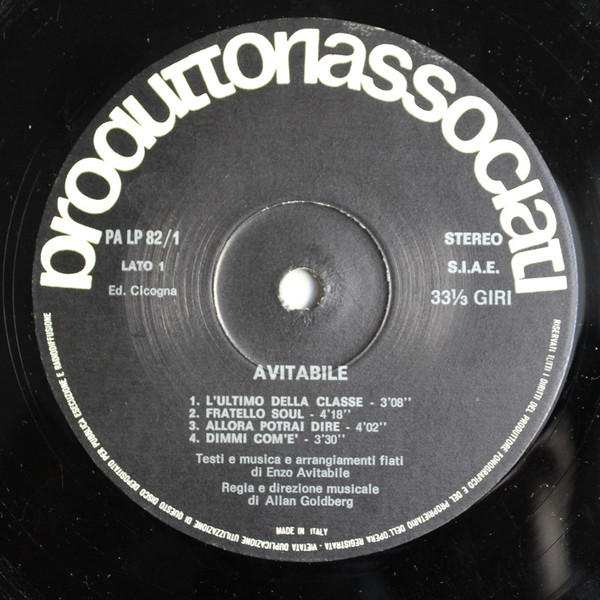 produttoriassociati
PA LP 82/1
STEREO
LATO 1
S.I.A.E.
Ed. Cicogna
33⅓ GIRI
AVITABILE
1. L'ULTIMO DELLA CLASSE - 3'08''
2. FRATELLO SOUL - 4'18''
3. ALLORA POTRAI DIRE - 4'02''
4. DIMMI COM'E' - 3'30''
Testi e musica e arrangiamenti fiati
di Enzo Avitabile
Regia e direzione musicale
di Allan Goldberg
MADE IN ITALY
RISERVATI TUTTI I DIRITTI DEL PRODUTTORE FONOGRAFICO E DEL PROPRIETARIO DELL'OPERA REGISTRATA - VIETATA DUPLICAZIONE UTILIZZAZIONE DI QUESTO DISCO DEPOSITATO PER PUBBLICA ESECUZIONE E RADIODIFFUSIONE